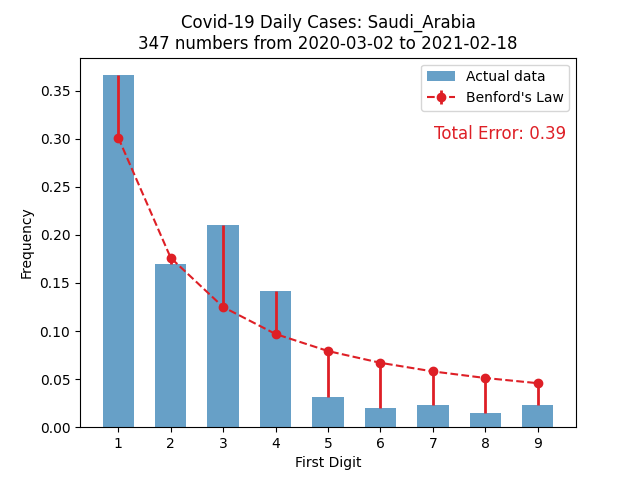 Covid-19 Daily Cases: Saudi_Arabia
347 numbers from 2020-03-02 to 2021-02-18
Actual data
Benford's Law
Total Error: 0.39
Frequency
0.35
0.30
0.25
0.20
0.15
0.10
0.05
0.00
1 2 3 4 5 6 7 8 9
First Digit